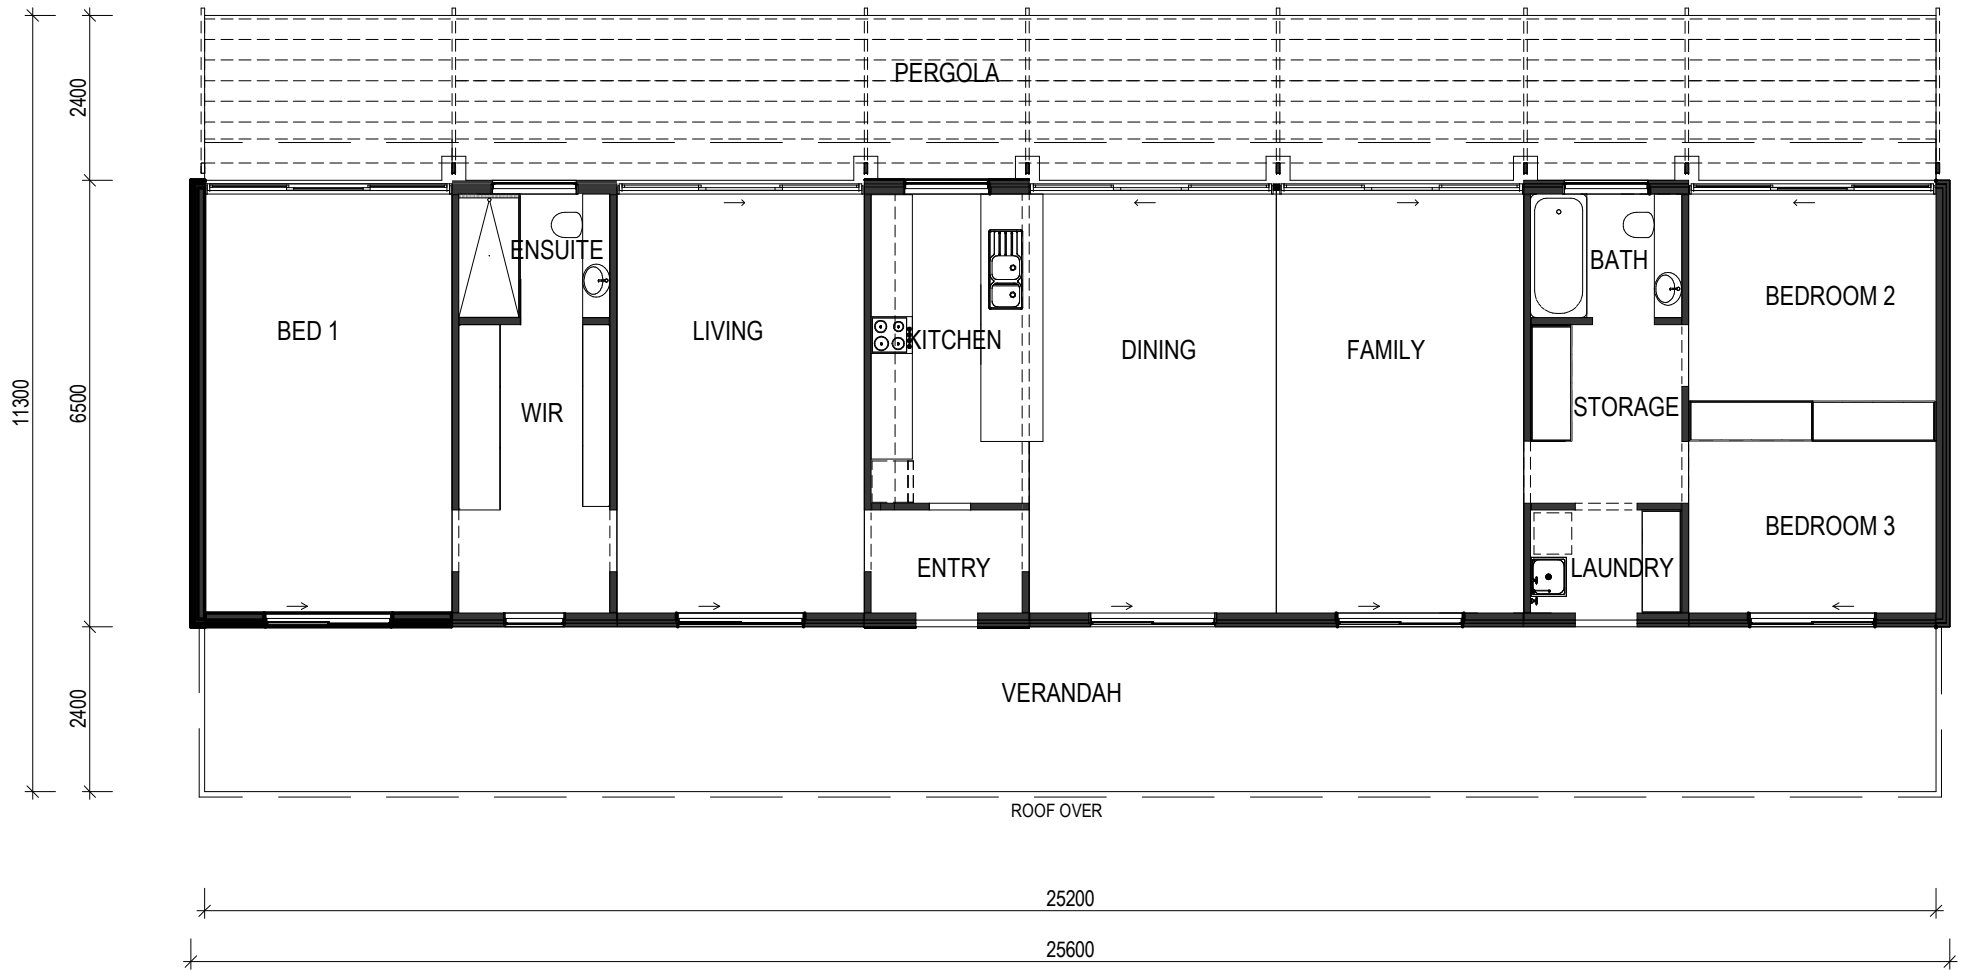 PERGOLA
2400
ENSUITE
BATH
BEDROOM 2
BED 1
LIVING
KITCHEN
DINING
FAMILY
11300
6500
WIR
STORAGE
BEDROOM 3
ENTRY
LAUNDRY
2400
VERANDAH
ROOF OVER
25200
25600